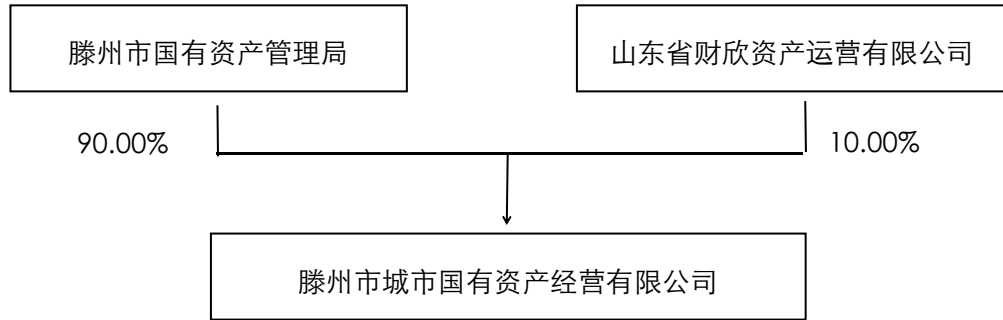 滕州市国有资产管理局
山东省财欣资产运营有限公司
90.00%
10.00%
滕州市城市国有资产经营有限公司